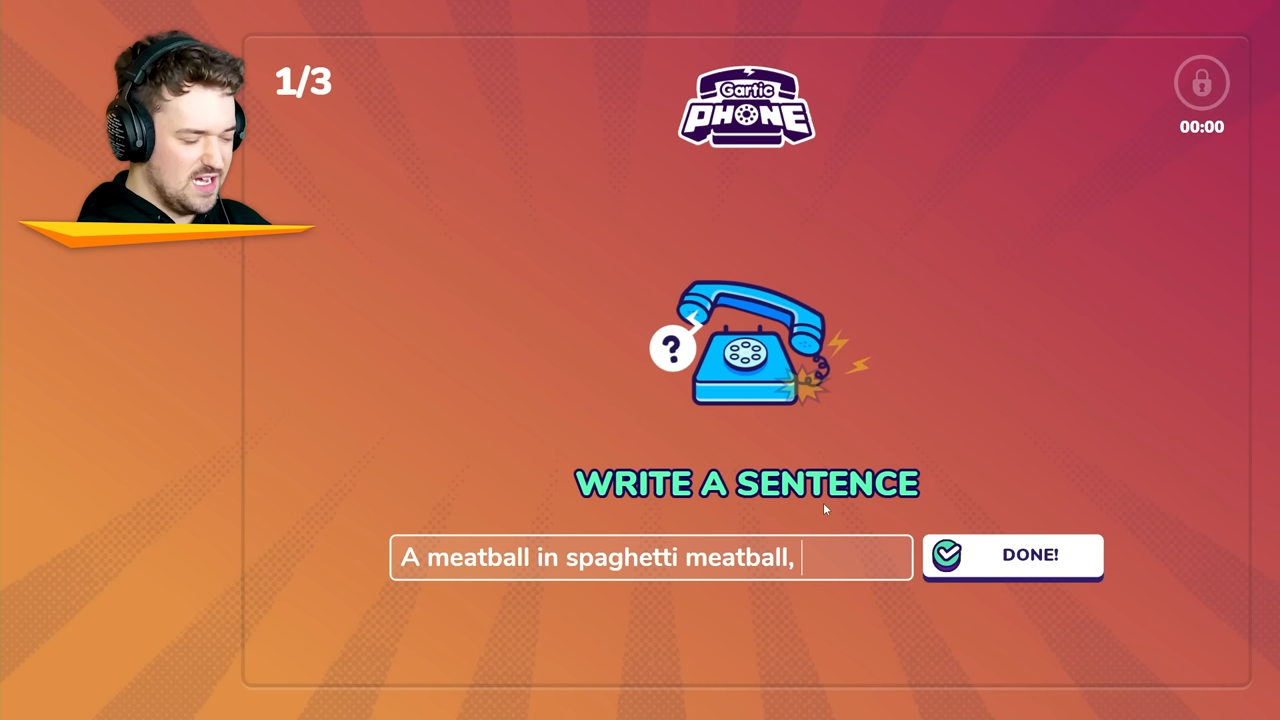 1/3
Gartic
PHONE
00:00
?
WRITE A SENTENCE
A meatball in spaghetti meatball,
DONE!